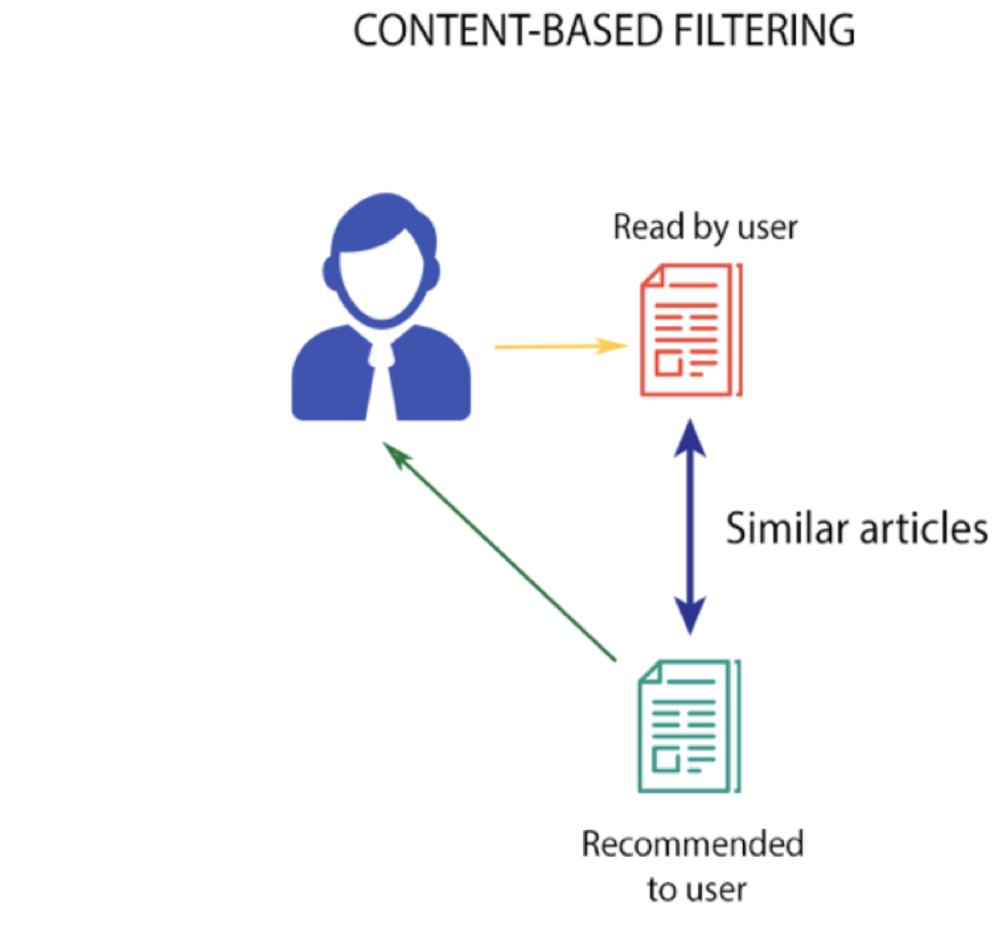 CONTENT-BASED FILTERING
Read by user
Similar articles
Recommended
to user